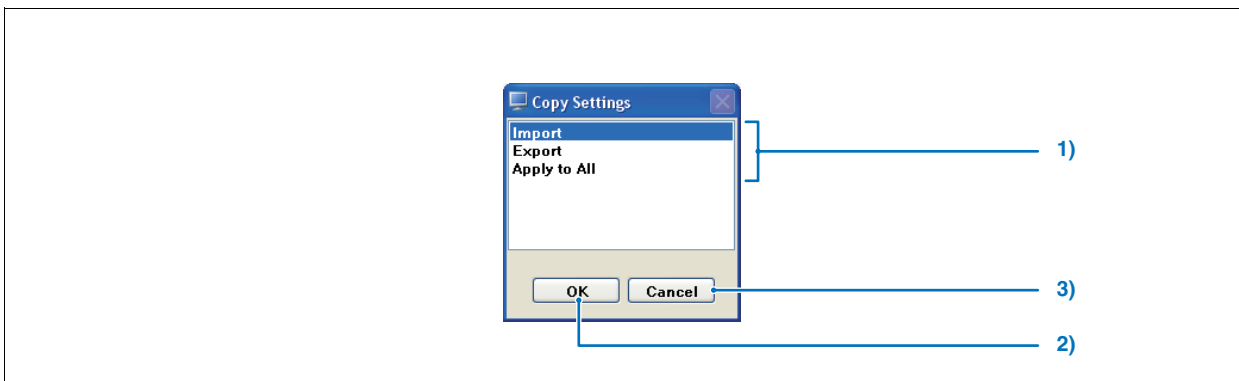 Copy Settings
Import
Export
Apply to All
1)
OK
Cancel
3)
2)